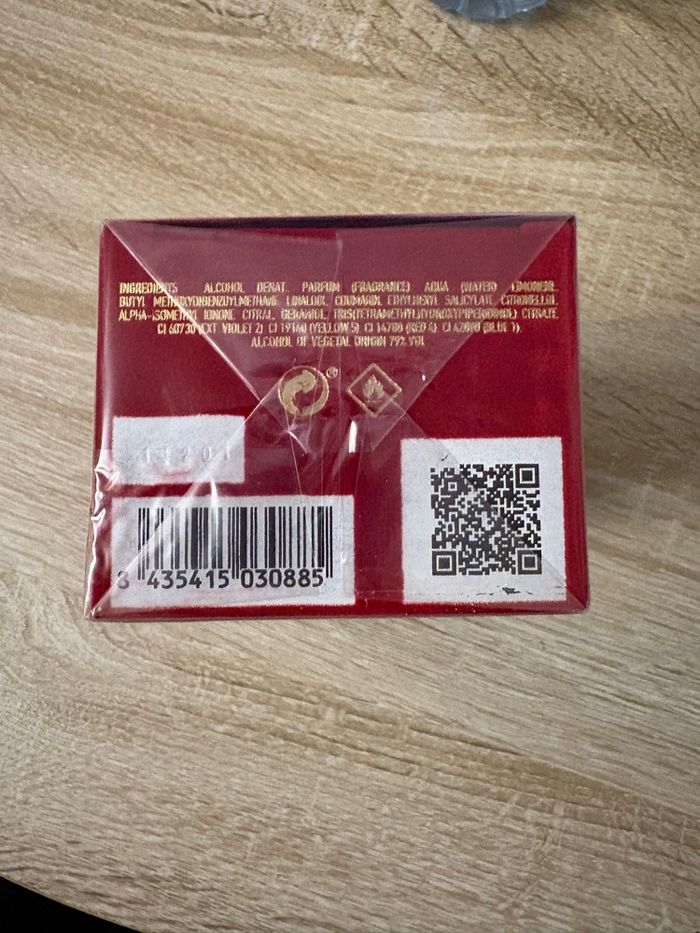 INGREDIENTS ALCOHOL DENAT. PARFUM (FRAGRANCE) AQUA (WATER) LIMONENE,
BUTYL METHOXYDIBENZOYLMETHANE, LINALOOL, COUMARIN, ETHYLHEXYL SALICYLATE, CITRONELLOL,
ALPHA-ISOMETHYL IONONE, CITRAL, GERANIOL, TRIS(TETRAMETHYLHYDROXYPIPERIDINOL) CITRATE,
CI 60730 (EXT. VIOLET 2) CI 19140 (YELLOW 5) CI 14700 (RED 4) CI 42090 (BLUE 1).
ALCOHOL OF VEGETAL ORIGIN 79% VOL
®
11201
8 435415 030885